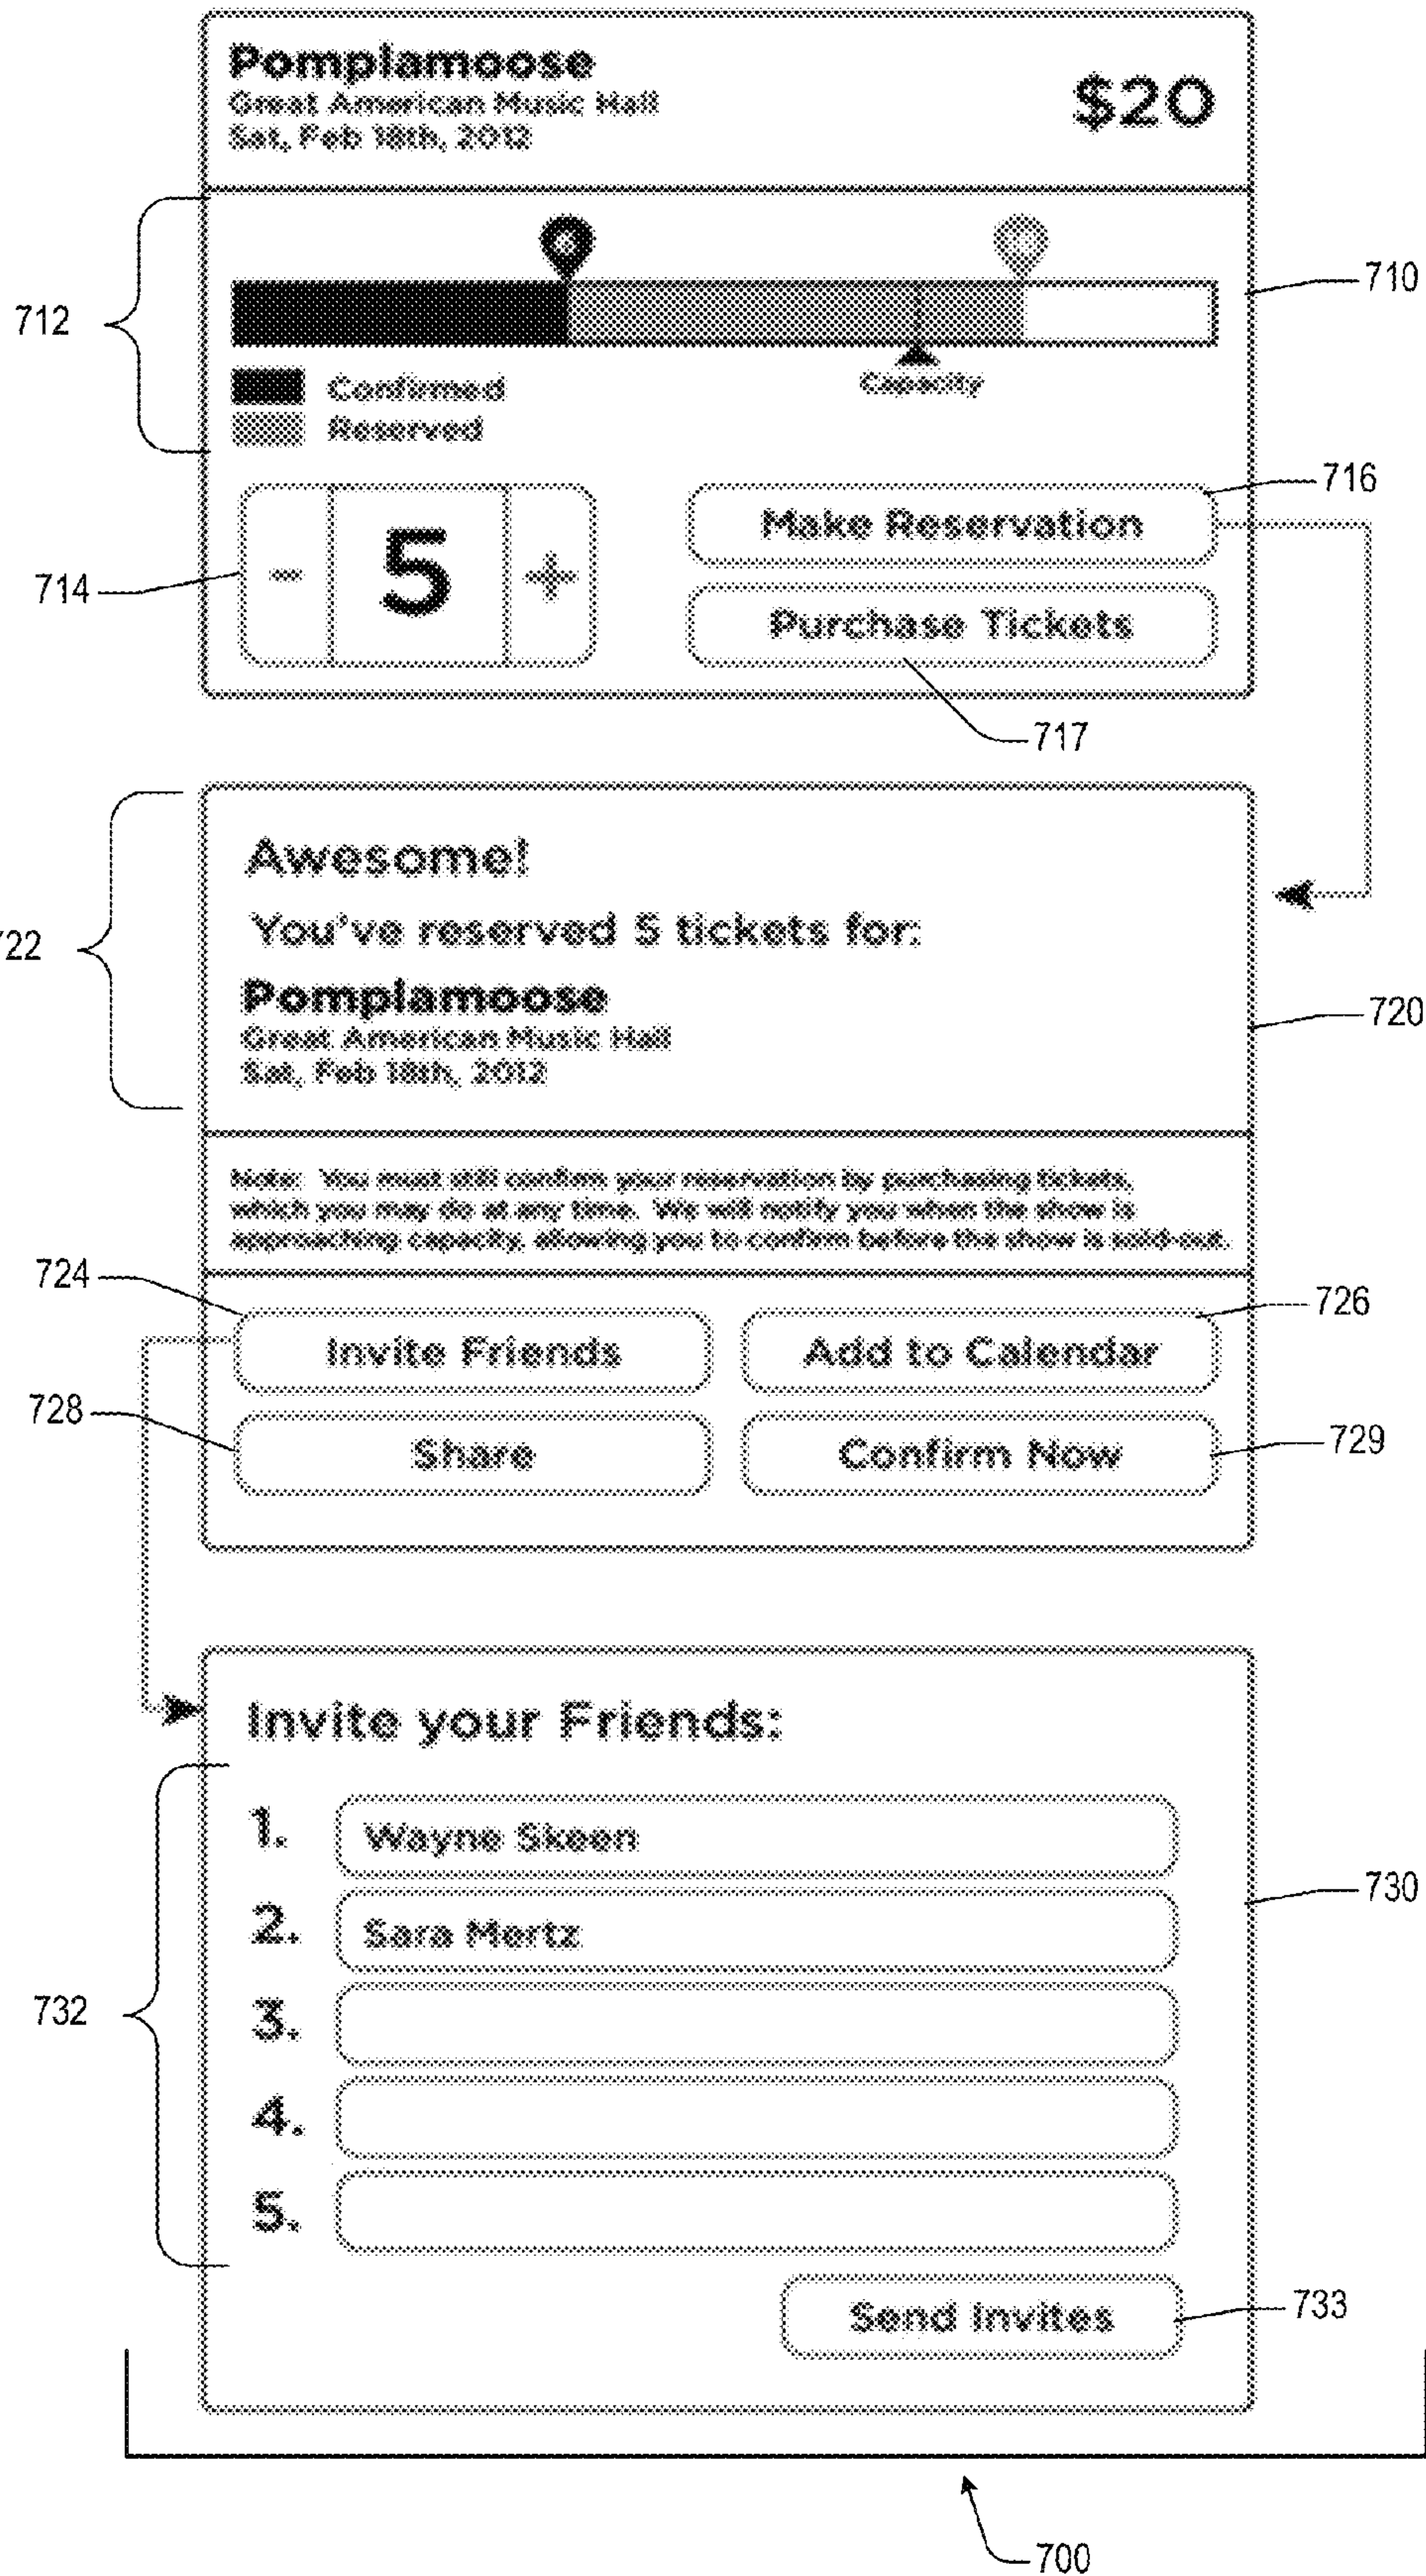 Pomplamoose
Great American Music Hall
Sat, Feb 18th, 2012
$20
712
710
Capacity
Confirmed
Reserved
716
714
-
5
+
Make Reservation
Purchase Tickets
717
Awesome!
You've reserved 5 tickets for:
722
Pomplamoose
Great American Music Hall
Sat, Feb 18th, 2012
720
Note: You must still confirm your reservation by purchasing tickets,
which you may do at any time. We will notify you when the show is
approaching capacity, allowing you to confirm before the show is sold-out.
724
726
Invite Friends
Add to Calendar
728
729
Share
Confirm Now
Invite your Friends:
1. Wayne Skeen
2. Sara Mertz
730
732
3.
4.
5.
Send Invites
733
700